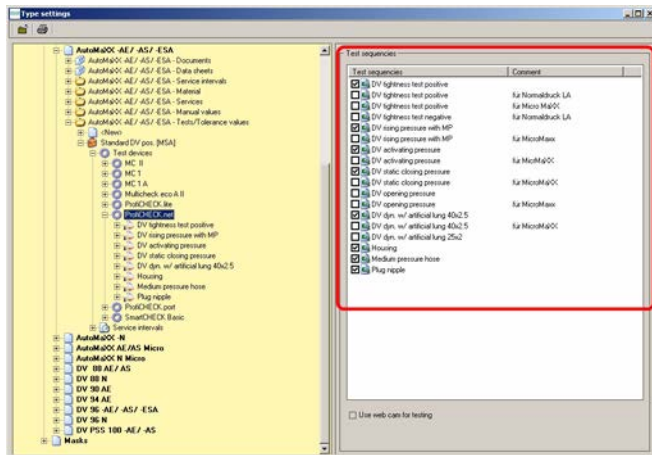 Type settings
AutoMaXX -AE/ -AS/ -ESA
AutoMaXX -AE/ -AS/ -ESA - Documents
AutoMaXX -AE/ -AS/ -ESA - Data sheets
AutoMaXX -AE/ -AS/ -ESA - Service intervals
AutoMaXX -AE/ -AS/ -ESA - Material
AutoMaXX -AE/ -AS/ -ESA - Services
AutoMaXX -AE/ -AS/ -ESA - Manual values
AutoMaXX -AE/ -AS/ -ESA - Tests/Tolerance values
<New>
Standard DV pos. [MSA]
Test devices
MC II
MC 1
MC 1 A
Multicheck eco A II
ProfiCHECK lite
ProfiCHECK.net
DV tightness test positive
DV rising pressure with MP
DV activating pressure
DV static closing pressure
DV dyn. w/ artificial lung 40x2.5
Housing
Medium pressure hose
Plug nipple
ProfiCHECK.port
SmartCHECK Basic
Service intervals
AutoMaXX -N
AutoMaXX AE/AS Micro
AutoMaXX N Micro
DV 88 AE/ AS
DV 88 N
DV 90 AE
DV 94 AE
DV 96 -AE/ -AS/ -ESA
DV 96 N
DV PSS 100 -AE/ -AS
Masks
Test sequencies
Test sequencies Comment
DV tightness test positive
DV tightness test positive für Normaldruck LA
DV tightness test positive für Micro MaXX
DV tightness test negative für Normaldruck LA
DV rising pressure with MP
DV rising pressure with MP für MicroMaxx
DV activating pressure
DV activating pressure für MicroMaXX
DV static closing pressure
DV static closing pressure für MicroMaXX
DV opening pressure
DV opening pressure für MicroMaxx
DV dyn. w/ artificial lung 40x2.5
DV dyn. w/ artificial lung 40x2.5 für MicroMaXX
DV dyn. w/ artificial lung 25x2
Housing
Medium pressure hose
Plug nipple
Use web cam for testing